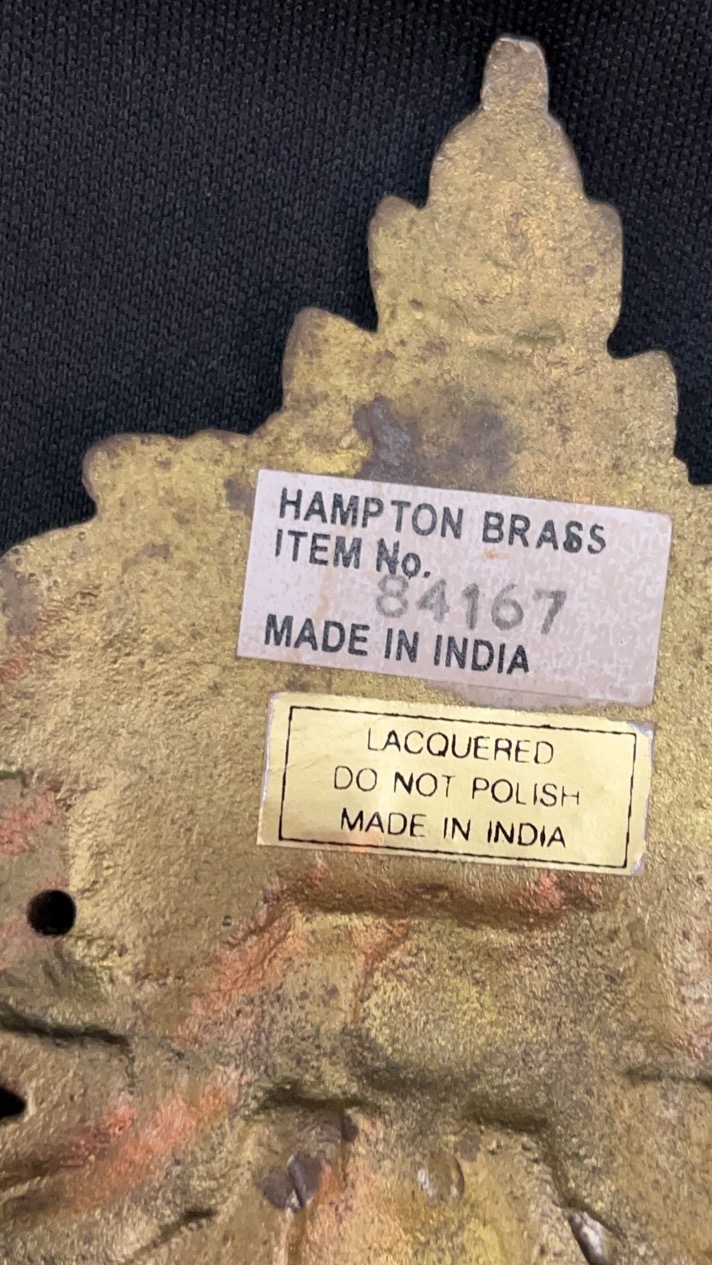 HAMPTON BRASS
ITEM No.
84167
MADE IN INDIA
LACQUERED
DO NOT POLISH
MADE IN INDIA